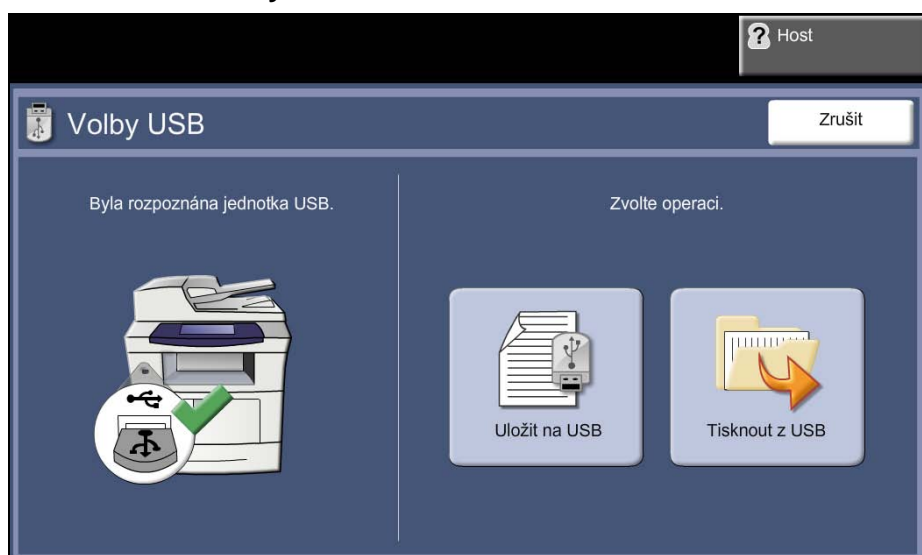 Host
Volby USB
Zrušit
Byla rozpoznána jednotka USB.
Zvolte operaci.
Uložit na USB
Tisknout z USB